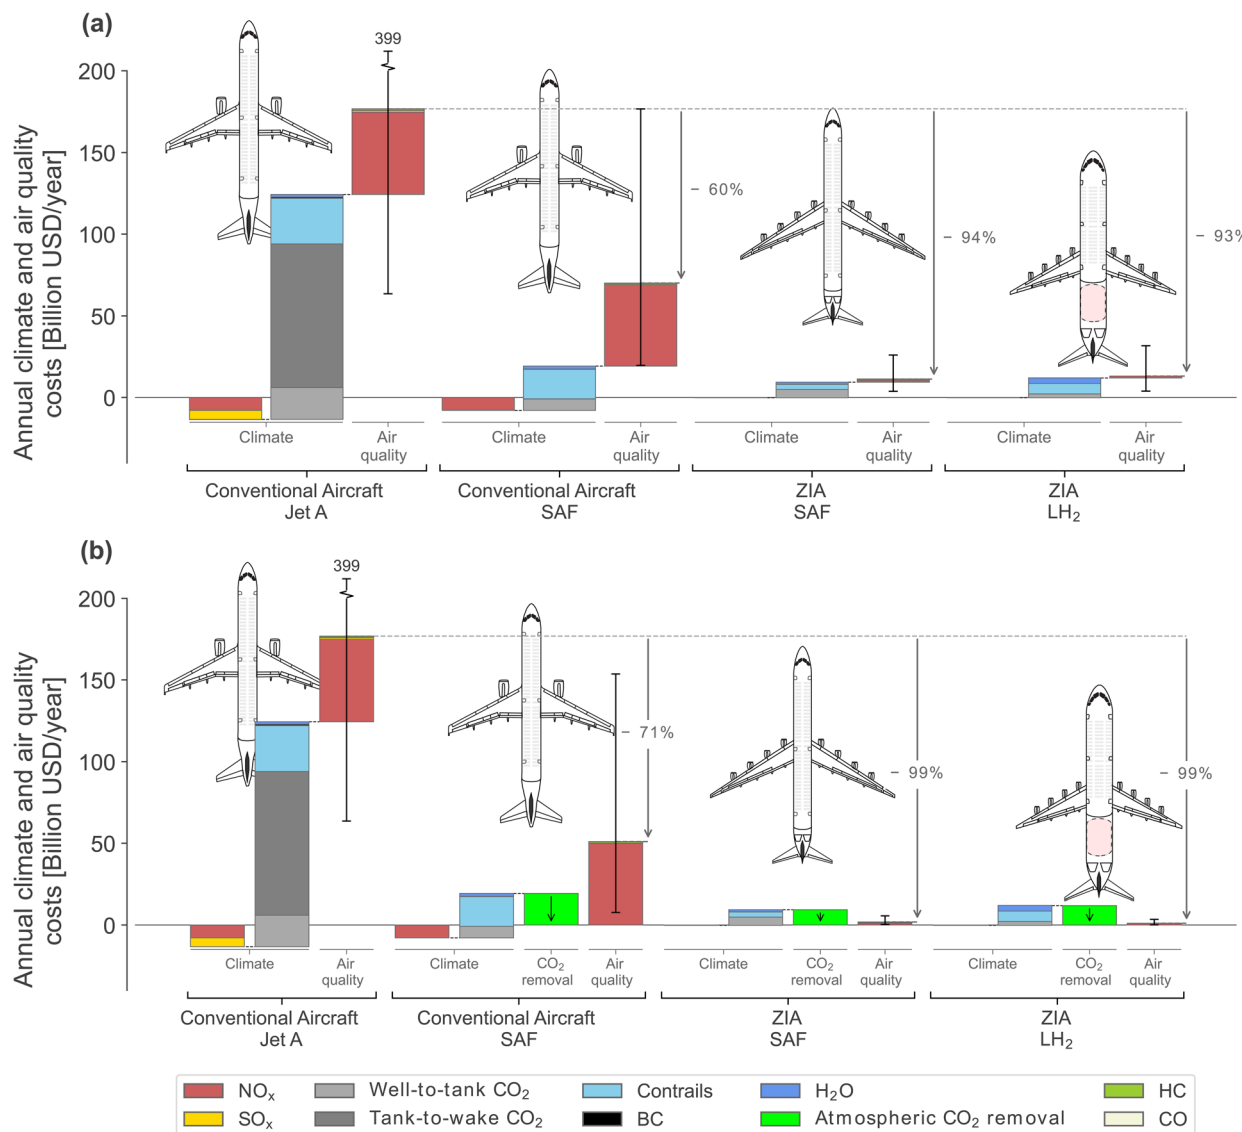 (a)
399
200
150
100
50
0
Annual climate and air quality
costs [Billion USD/year]
− 60%
− 94%
− 93%
Climate
Air
quality
Climate
Air
quality
Climate
Air
quality
Climate
Air
quality
Conventional Aircraft
Jet A
Conventional Aircraft
SAF
ZIA
SAF
ZIA
LH₂
(b)
399
200
150
100
50
0
Annual climate and air quality
costs [Billion USD/year]
− 71%
− 99%
− 99%
Climate
Air
quality
Climate
CO₂
removal
Air
quality
Climate
CO₂
removal
Air
quality
Climate
CO₂
removal
Air
quality
Conventional Aircraft
Jet A
Conventional Aircraft
SAF
ZIA
SAF
ZIA
LH₂
NOₓ
Well-to-tank CO₂
Contrails
H₂O
HC
SOₓ
Tank-to-wake CO₂
BC
Atmospheric CO₂ removal
CO